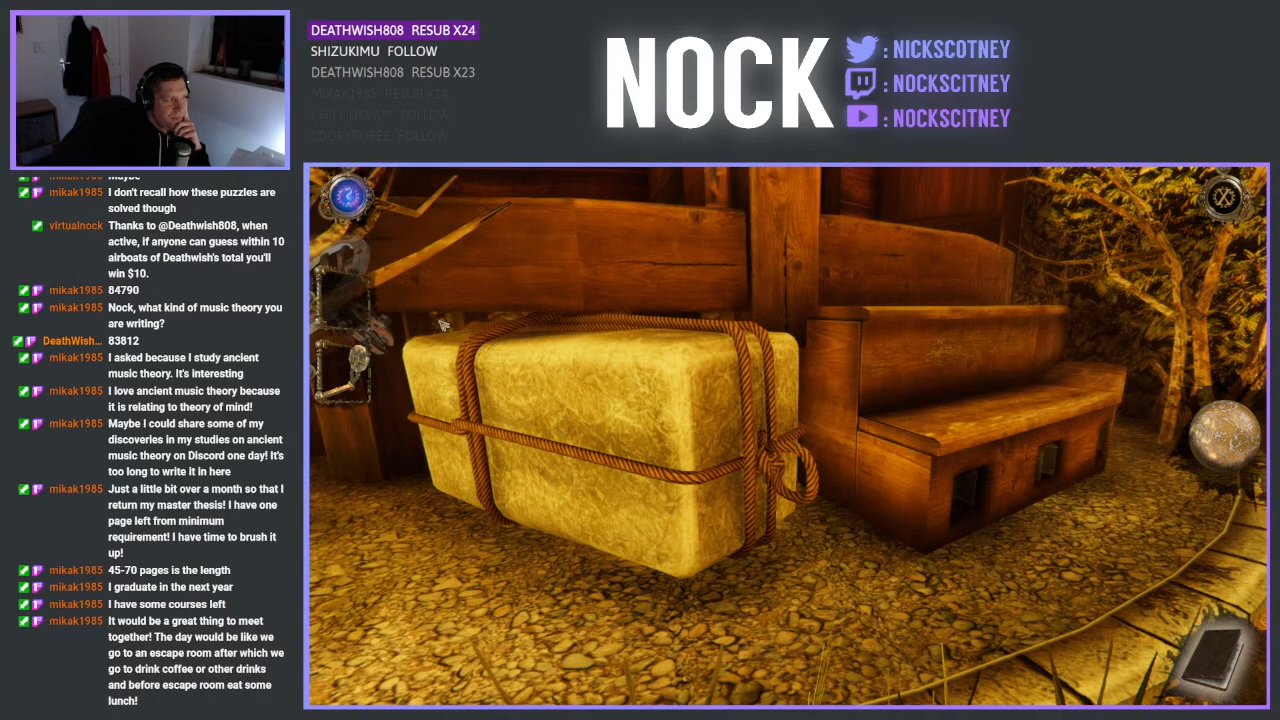 DEATHWISH808 RESUB X24
SHIZUKIMU FOLLOW
DEATHWISH808 RESUB X23
MIKAK1985 RESUB X14
NOCK
: NICKSCOTNEY
: NOCKSCITNEY
: NOCKSCITNEY
mikak1985 I don't recall how these puzzles are
solved though
virtualnock Thanks to @Deathwish808, when
active, if anyone can guess within 10
airboats of Deathwish's total you'll
win $10.
mikak1985 84790
mikak1985 Nock, what kind of music theory you
are writing?
DeathWish... 83812
mikak1985 I asked because I study ancient
music theory. It's interesting
mikak1985 I love ancient music theory because
it is relating to theory of mind!
mikak1985 Maybe I could share some of my
discoveries in my studies on ancient
music theory on Discord one day! It's
too long to write it in here
mikak1985 Just a little bit over a month so that I
return my master thesis! I have one
page left from minimum
requirement! I have time to brush it
up!
mikak1985 45-70 pages is the length
mikak1985 I graduate in the next year
mikak1985 I have some courses left
mikak1985 It would be a great thing to meet
together! The day would be like we
go to an escape room after which we
go to drink coffee or other drinks
and before escape room eat some
lunch!